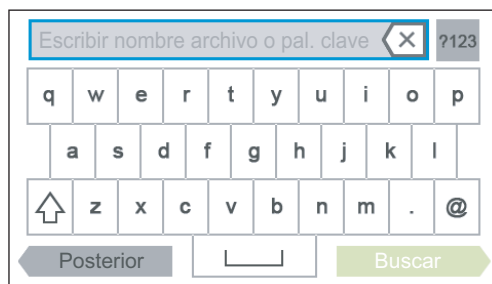 Escribir nombre archivo o pal. clave ?123
q w e r t y u i o p
a s d f g h j k l
z x c v b n m . @
Posterior Buscar